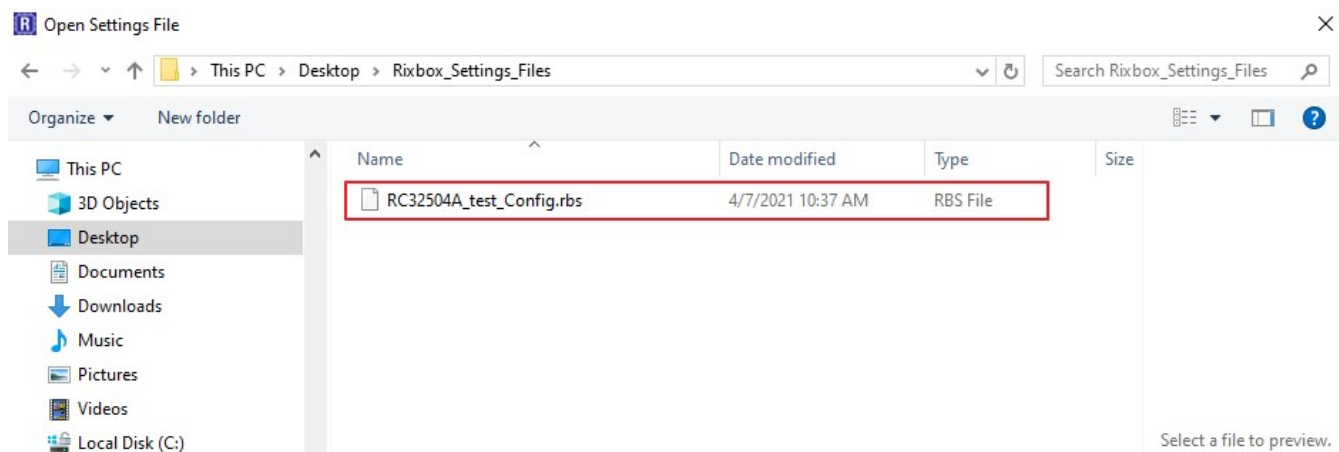 R Open Settings File
This PC > Desktop > Rixbox_Settings_Files
Search Rixbox_Settings_Files
Organize New folder
?
This PC
3D Objects
Desktop
Documents
Downloads
Music
Pictures
Videos
Local Disk (C:)
Name Date modified Type Size
RC32504A_test_Config.rbs 4/7/2021 10:37 AM RBS File
Select a file to preview.